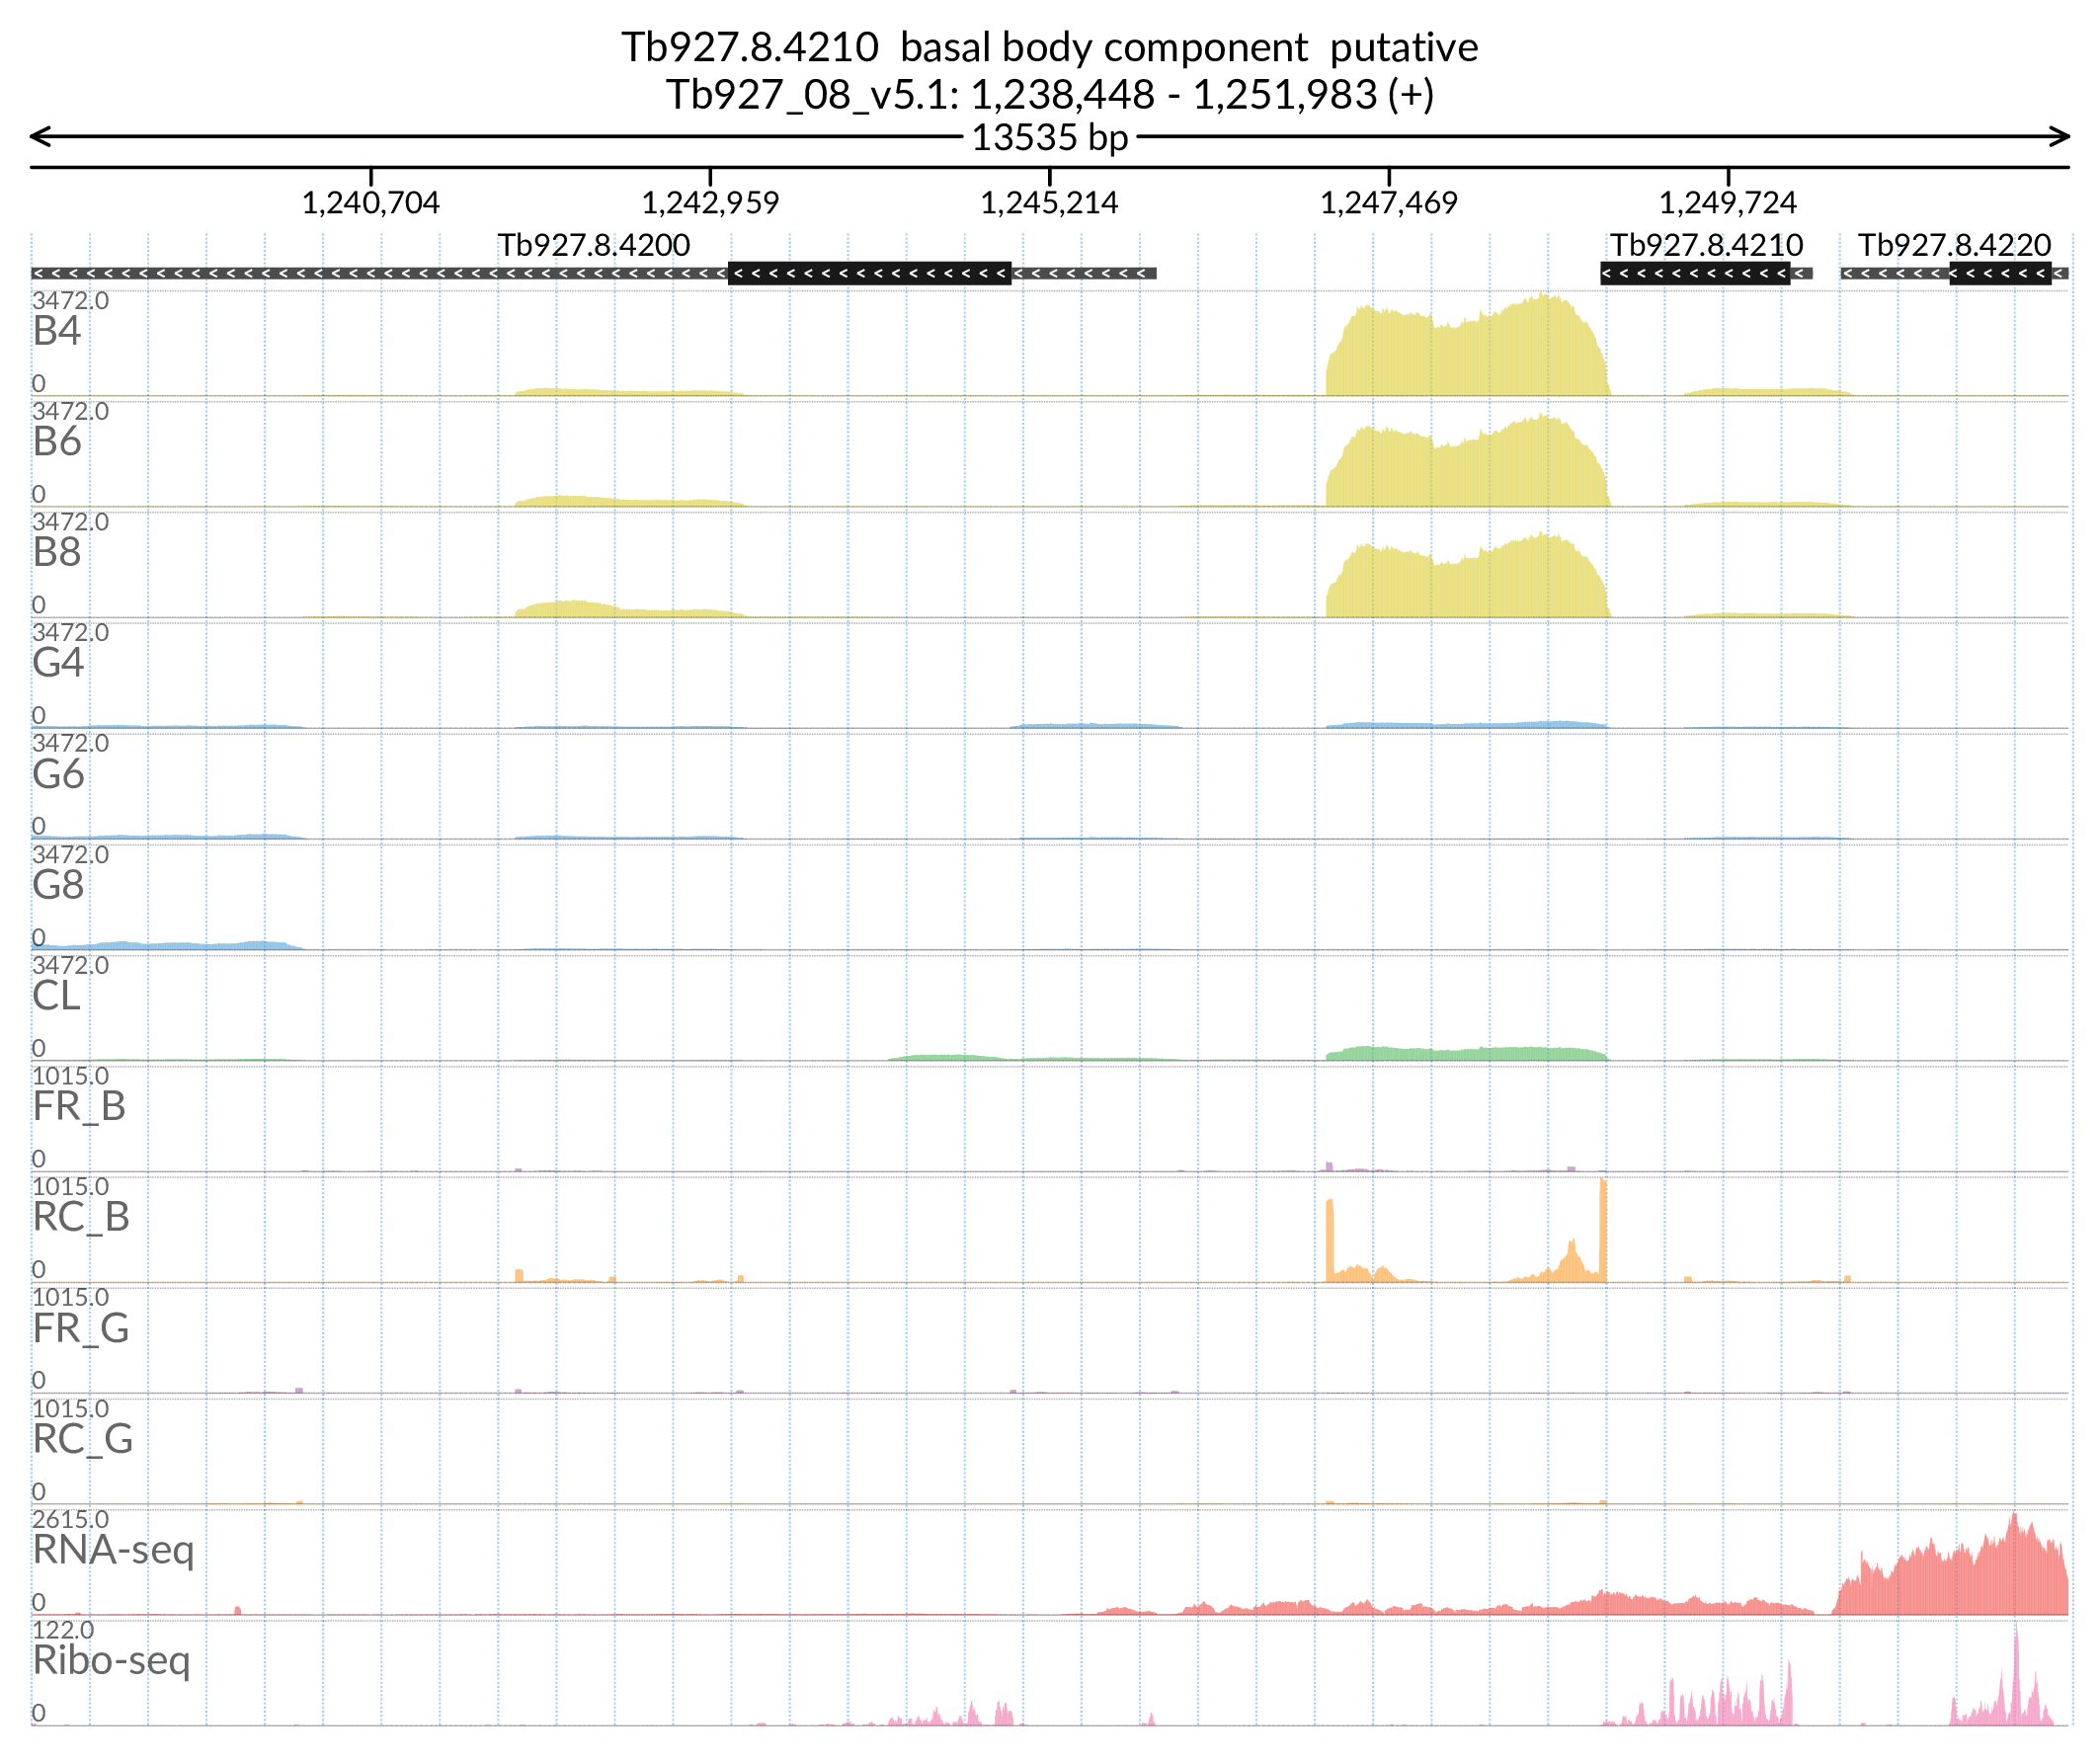 Tb927.8.4210 basal body component putative
Tb927_08_v5.1: 1,238,448 - 1,251,983 (+)
13535 bp
1,240,704 1,242,959 1,245,214 1,247,469 1,249,724
Tb927.8.4200 Tb927.8.4210 Tb927.8.4220
3472.0
B4
0
3472.0
B6
0
3472.0
B8
0
3472.0
G4
0
3472.0
G6
0
3472.0
G8
0
3472.0
CL
0
1015.0
FR_B
0
1015.0
RC_B
0
1015.0
FR_G
0
1015.0
RC_G
0
2615.0
RNA-seq
0
122.0
Ribo-seq
0